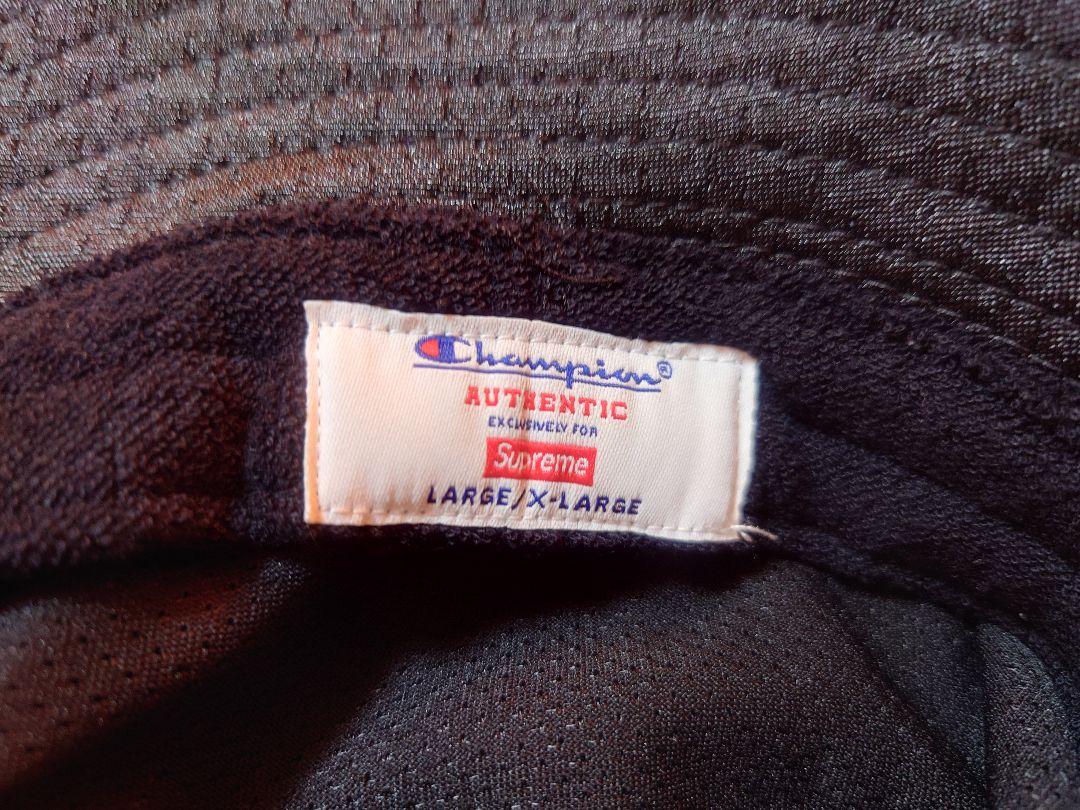 Champion®
AUTHENTIC
EXCLUSIVELY FOR
Supreme
LARGE/X-LARGE